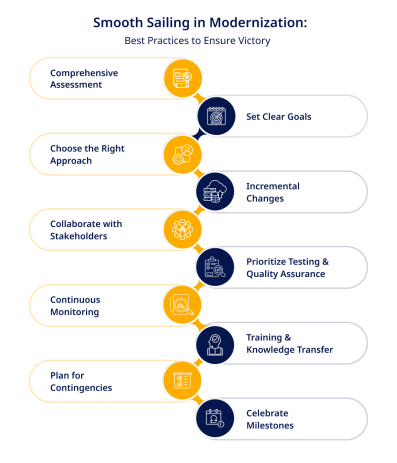 Smooth Sailing in Modernization:
Best Practices to Ensure Victory
Comprehensive
Assessment
Set Clear Goals
Choose the Right
Approach
Incremental
Changes
Collaborate with
Stakeholders
Prioritize Testing &
Quality Assurance
Continuous
Monitoring
Training &
Knowledge Transfer
Plan for
Contingencies
Celebrate
Milestones